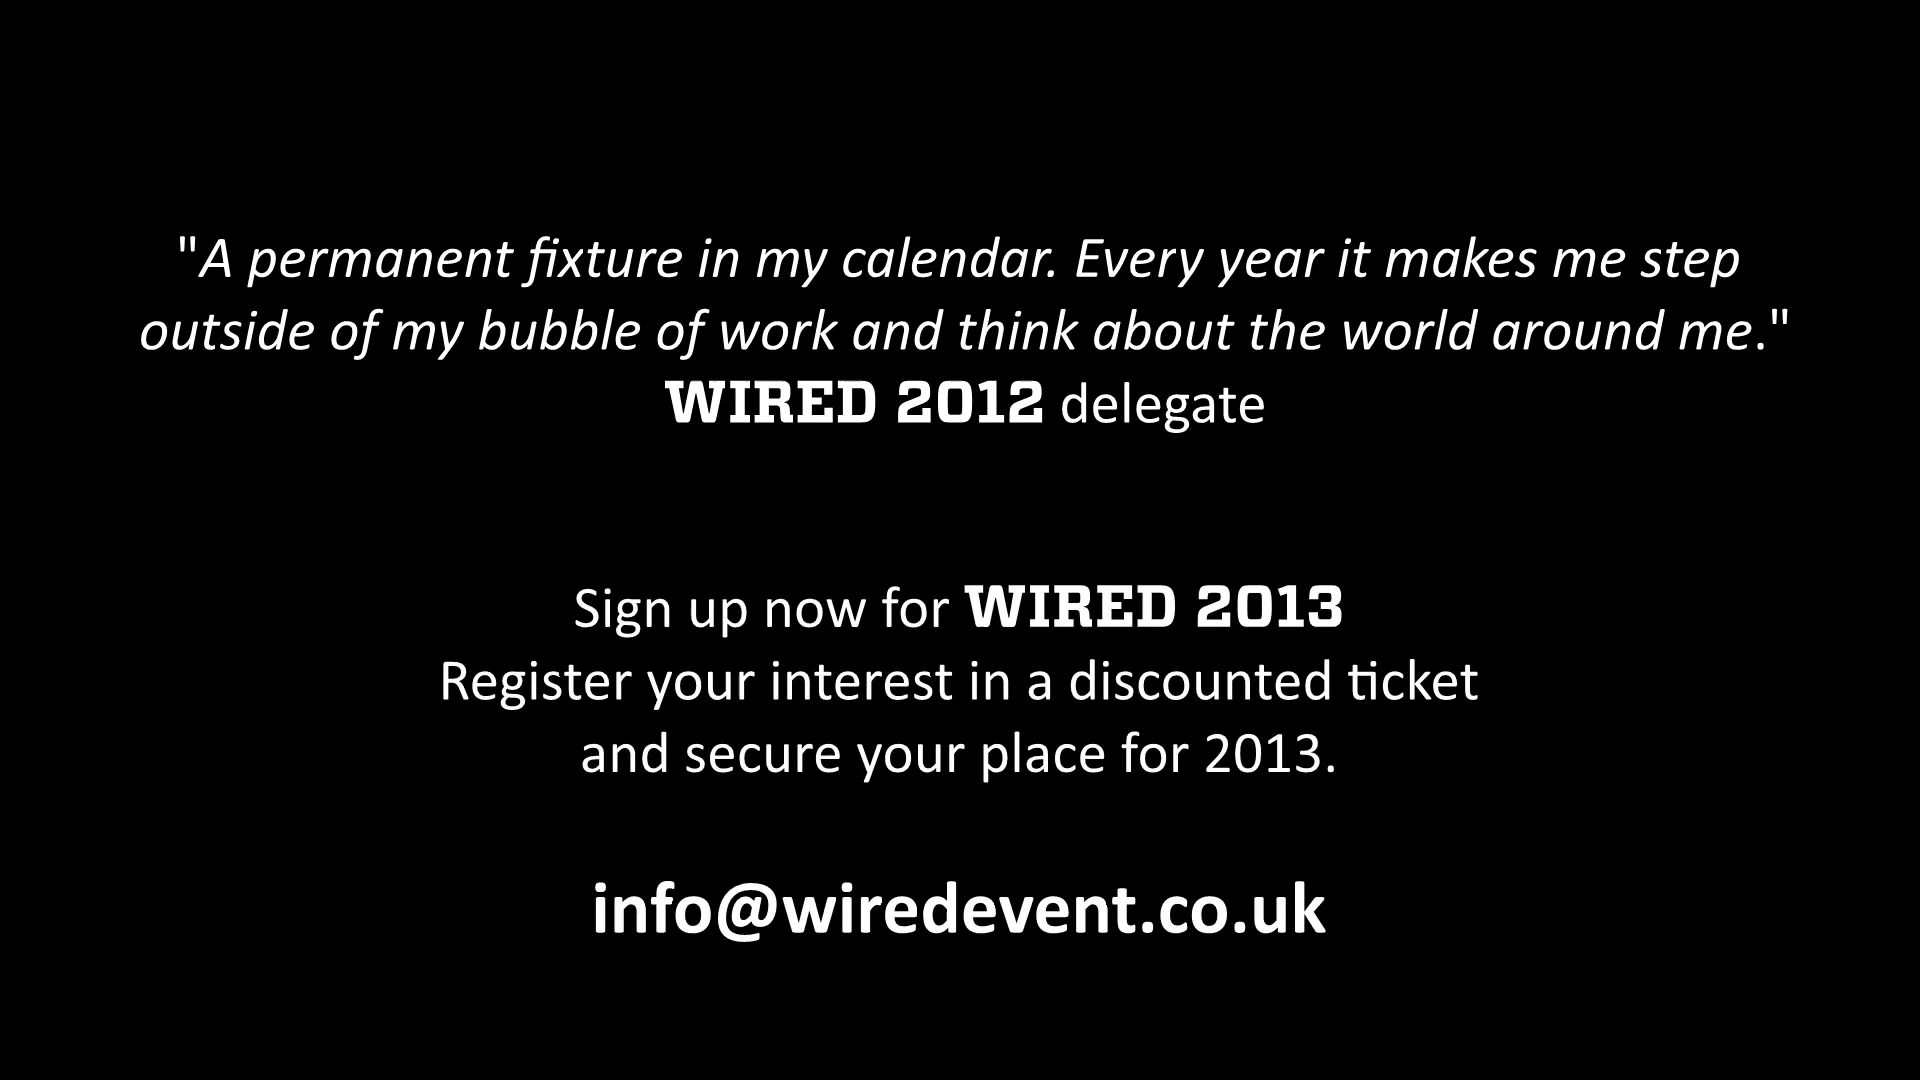 "A permanent fixture in my calendar. Every year it makes me step
outside of my bubble of work and think about the world around me."
WIRED 2012 delegate
Sign up now for WIRED 2013
Register your interest in a discounted ticket
and secure your place for 2013.
info@wiredevent.co.uk